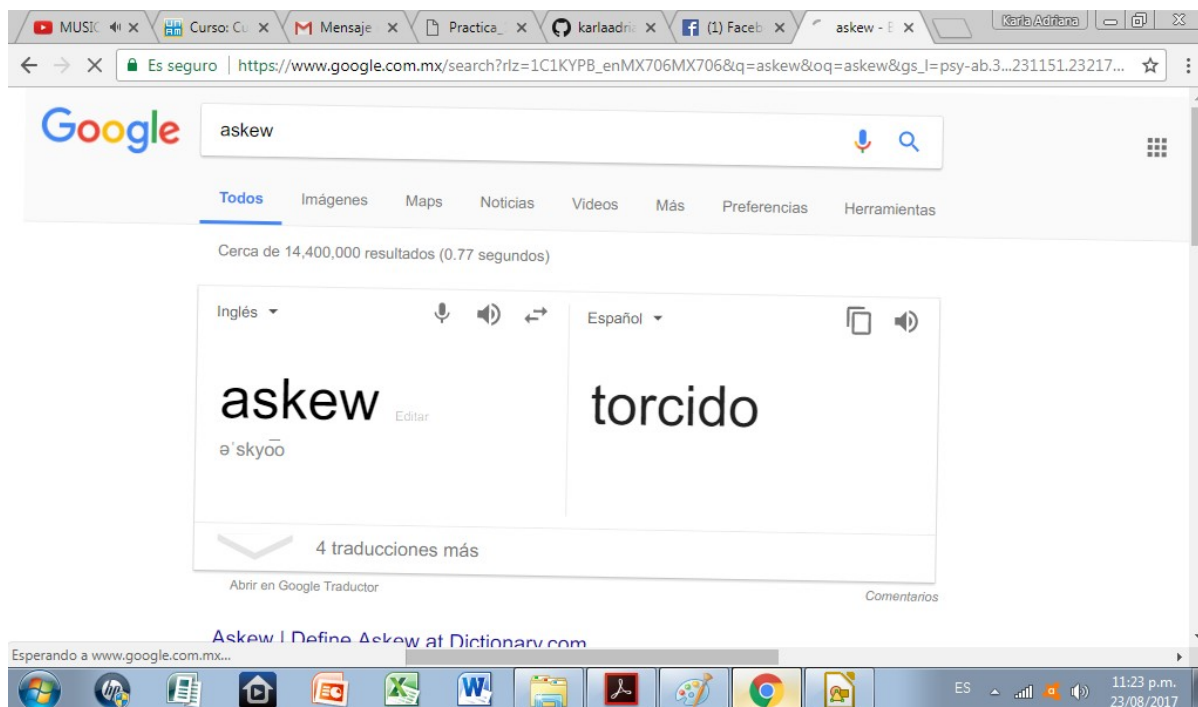 MUSIC
Curso: Cu
Mensaje
Practica_
karlaadria
(1) Faceb
askew - B
Karla Adriana
Es seguro | https://www.google.com.mx/search?rlz=1C1KYPB_enMX706MX706&q=askew&oq=askew&gs_l=psy-ab.3...231151.23217...
Google
askew
Todos Imágenes Maps Noticias Videos Más Preferencias Herramientas
Cerca de 14,400,000 resultados (0.77 segundos)
Inglés Español
askew Editar torcido
əˈskyo͞o
4 traducciones más
Abrir en Google Traductor Comentarios
Askew | Define Askew at Dictionary.com
Esperando a www.google.com.mx...
ES 11:23 p.m.
23/08/2017